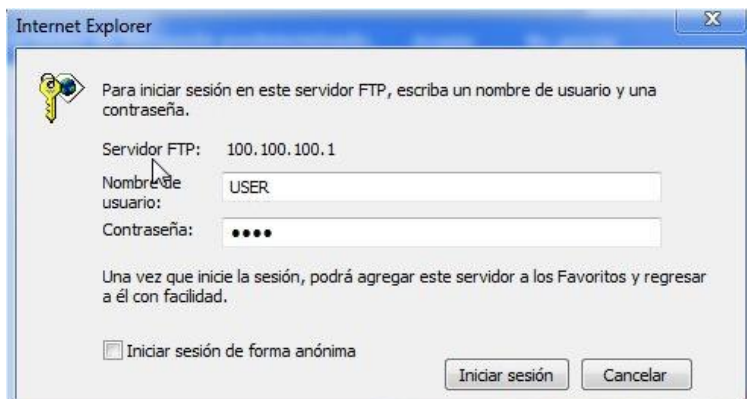 Internet Explorer
Para iniciar sesión en este servidor FTP, escriba un nombre de usuario y una
contraseña.
Servidor FTP: 100.100.100.1
Nombre de
usuario: USER
Contraseña: ●●●●
Una vez que inicie la sesión, podrá agregar este servidor a los Favoritos y regresar
a él con facilidad.
Iniciar sesión de forma anónima
Iniciar sesión Cancelar